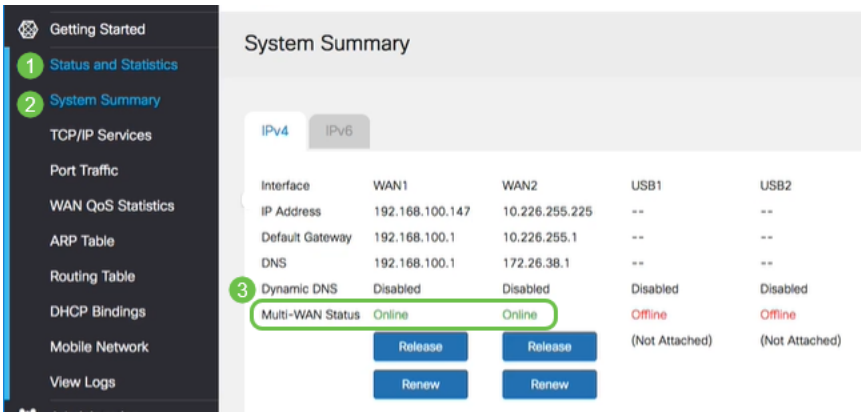 Getting Started
1 Status and Statistics
2 System Summary
TCP/IP Services
Port Traffic
WAN QoS Statistics
ARP Table
Routing Table
DHCP Bindings
Mobile Network
View Logs
System Summary
IPv4 IPv6
Interface WAN1 WAN2 USB1 USB2
IP Address 192.168.100.147 10.226.255.225 -- --
Default Gateway 192.168.100.1 10.226.255.1 -- --
DNS 192.168.100.1 172.26.38.1 -- --
3 Dynamic DNS Disabled Disabled Disabled Disabled
Multi-WAN Status Online Online Offline Offline
Release Release (Not Attached) (Not Attached)
Renew Renew